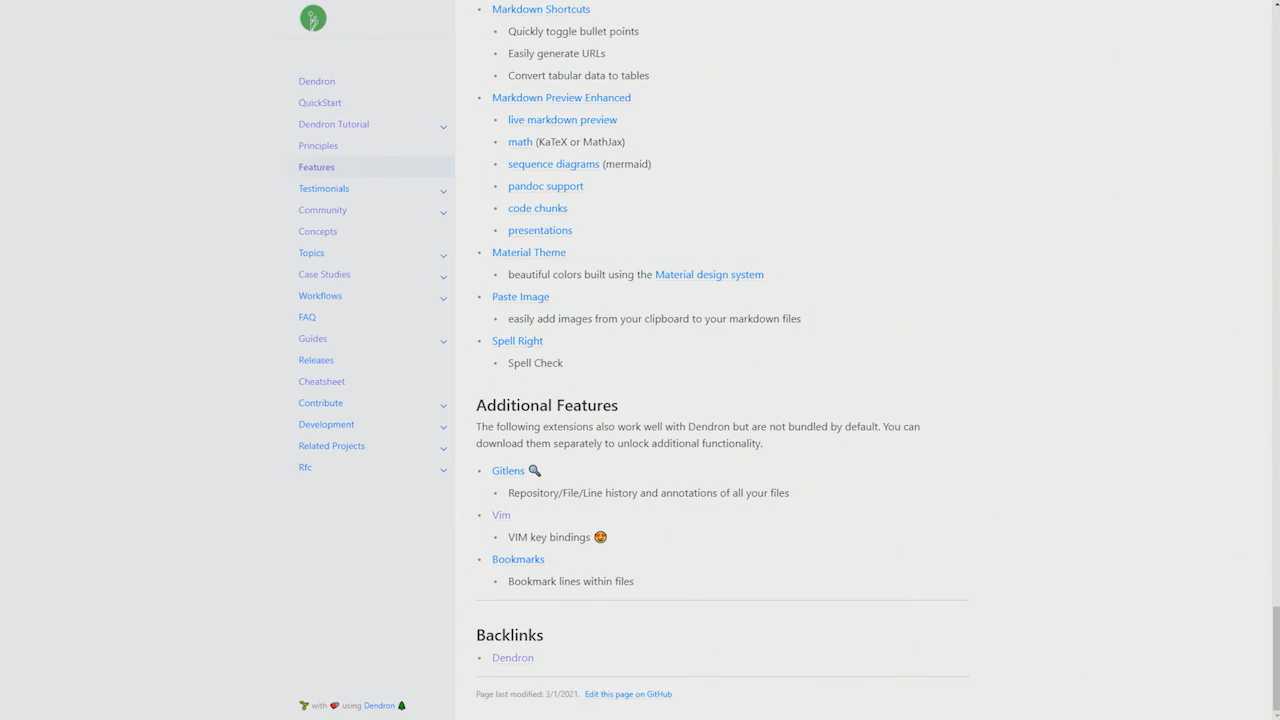 Dendron
QuickStart
Dendron Tutorial
Principles
Features
Testimonials
Community
Concepts
Topics
Case Studies
Workflows
FAQ
Guides
Releases
Cheatsheet
Contribute
Development
Related Projects
Rfc
🌱 with ❤️ using Dendron 🌲
• Markdown Shortcuts
• Quickly toggle bullet points
• Easily generate URLs
• Convert tabular data to tables
• Markdown Preview Enhanced
• live markdown preview
• math (KaTeX or MathJax)
• sequence diagrams (mermaid)
• pandoc support
• code chunks
• presentations
• Material Theme
• beautiful colors built using the Material design system
• Paste Image
• easily add images from your clipboard to your markdown files
• Spell Right
• Spell Check
Additional Features
The following extensions also work well with Dendron but are not bundled by default. You can
download them separately to unlock additional functionality.
• Gitlens 🔍
• Repository/File/Line history and annotations of all your files
• Vim
• VIM key bindings 😍
• Bookmarks
• Bookmark lines within files
Backlinks
• Dendron
Page last modified: 3/1/2021. Edit this page on GitHub